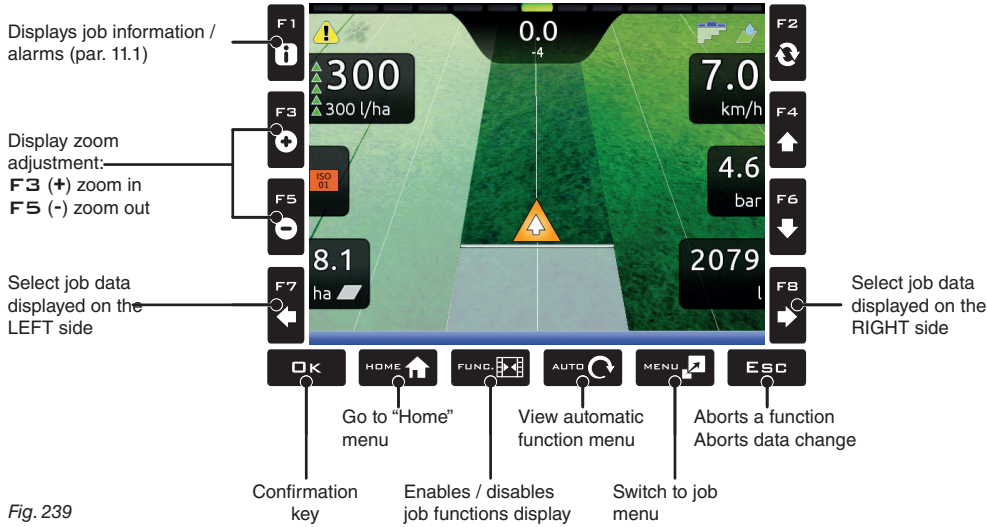 Displays job information /
alarms (par. 11.1)
Display zoom
adjustment:
F3 (+) zoom in
F5 (-) zoom out
Select job data
displayed on the
LEFT side
F1
i
F3
F5
F7
0.0
-4
300
300 l/ha
ISO
01
8.1
ha
7.0
km/h
4.6
bar
2079
l
F2
F4
F6
F8
Select job data
displayed on the
RIGHT side
OK
HOME
FUNC.
AUTO
MENU
ESC
Go to “Home”
menu
View automatic
function menu
Aborts a function
Aborts data change
Confirmation
key
Enables / disables
job functions display
Switch to job
menu
Fig. 239